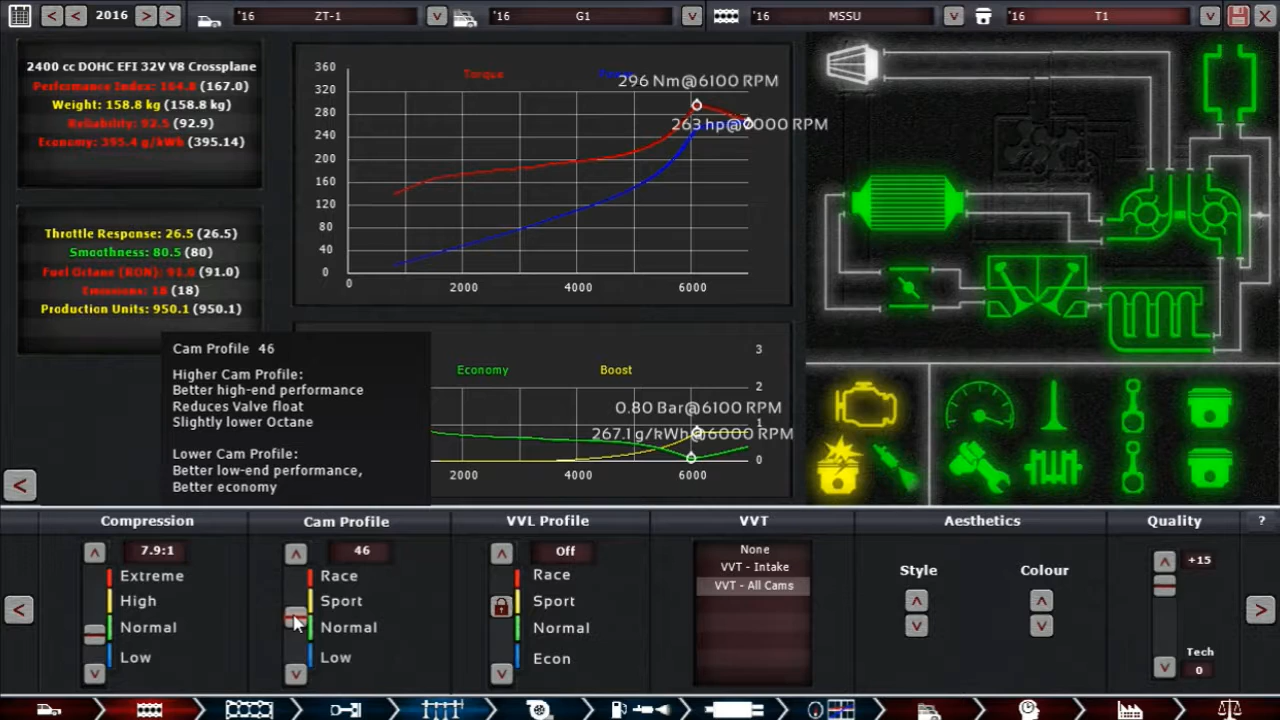 2016
'16 ZT-1
'16 G1
'16 MSSU
'16 T1
2400 cc DOHC EFI 32V V8 Crossplane
Performance Index: 164.8 (167.0)
Weight: 158.8 kg (158.8 kg)
Reliability: 92.5 (92.9)
Economy: 395.4 g/kWh (395.14)
Throttle Response: 26.5 (26.5)
Smoothness: 80.5 (80)
Fuel Octane (RON): 91.0 (91.0)
Emissions: 18 (18)
Production Units: 950.1 (950.1)
360
320
280
240
200
160
120
80
40
0
Torque
296 Nm@6100 RPM
263 hp@7000 RPM
0 2000 4000 6000
3
2
1
0
Economy
Boost
0.80 Bar@6100 RPM
267.1 g/kWh@6000 RPM
2000 4000 6000
Cam Profile 46
Higher Cam Profile:
Better high-end performance
Reduces Valve float
Slightly lower Octane
Lower Cam Profile:
Better low-end performance,
Better economy
<
Compression
7.9:1
Extreme
High
Normal
Low
Cam Profile
46
Race
Sport
Normal
Low
VVL Profile
Off
Race
Sport
Normal
Econ
VVT
None
VVT - Intake
VVT - All Cams
Aesthetics
Style
Colour
Quality
+15
Tech
0
?
<
>